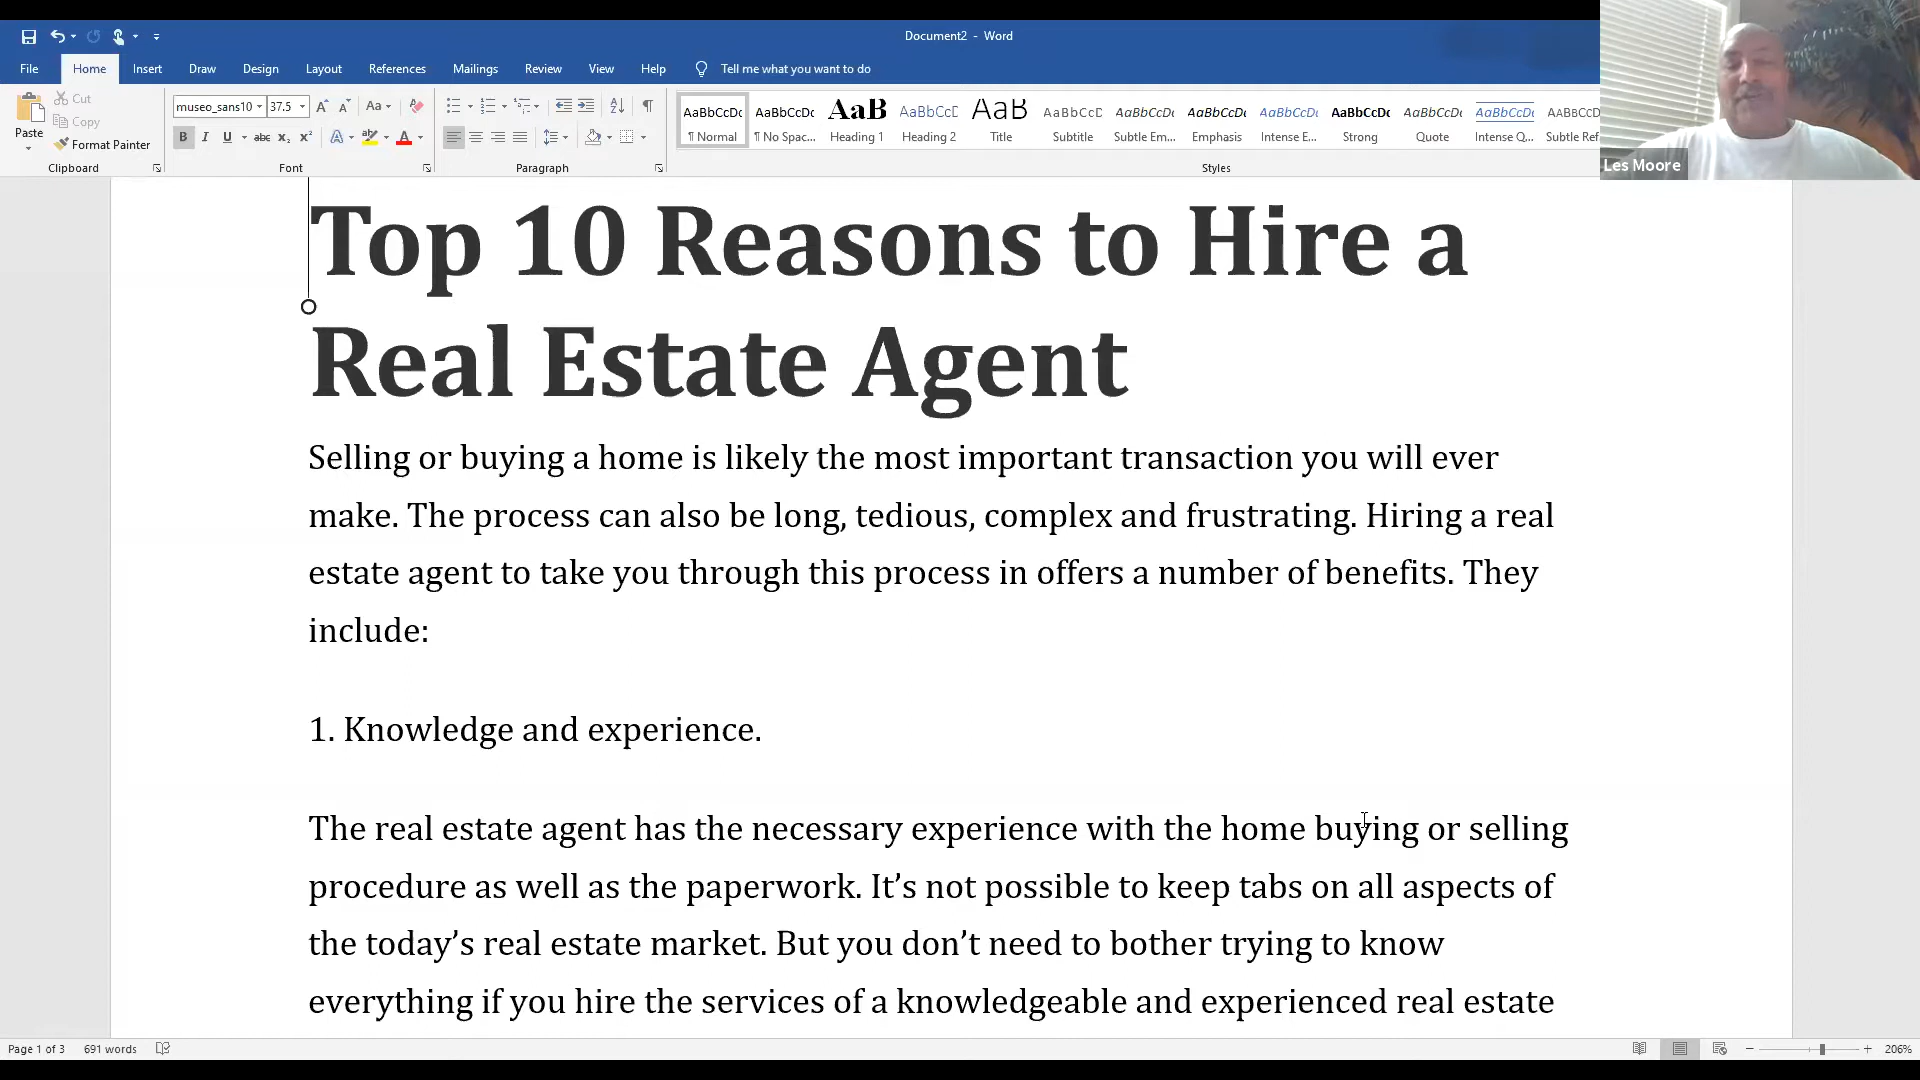 Document2 - Word
File Home Insert Draw Design Layout References Mailings Review View Help Tell me what you want to do
Paste
Cut
Copy
Format Painter
Clipboard
museo_sans10 37.5
Font
Paragraph
AaBbCcDc AaBbCcDc AaB AaBbCcD AaB AaBbCcD AaBbCcDc AaBbCcDc AaBbCcDc AaBbCcDc AaBbCcDc AaBbCcDc AaBbCcD
¶ Normal ¶ No Spac... Heading 1 Heading 2 Title Subtitle Subtle Em... Emphasis Intense E... Strong Quote Intense Q... Subtle Ref
Styles
Les Moore
Top 10 Reasons to Hire a
Real Estate Agent
Selling or buying a home is likely the most important transaction you will ever
make. The process can also be long, tedious, complex and frustrating. Hiring a real
estate agent to take you through this process in offers a number of benefits. They
include:
1. Knowledge and experience.
The real estate agent has the necessary experience with the home buying or selling
procedure as well as the paperwork. It’s not possible to keep tabs on all aspects of
the today’s real estate market. But you don’t need to bother trying to know
everything if you hire the services of a knowledgeable and experienced real estate
Page 1 of 3 691 words
206%